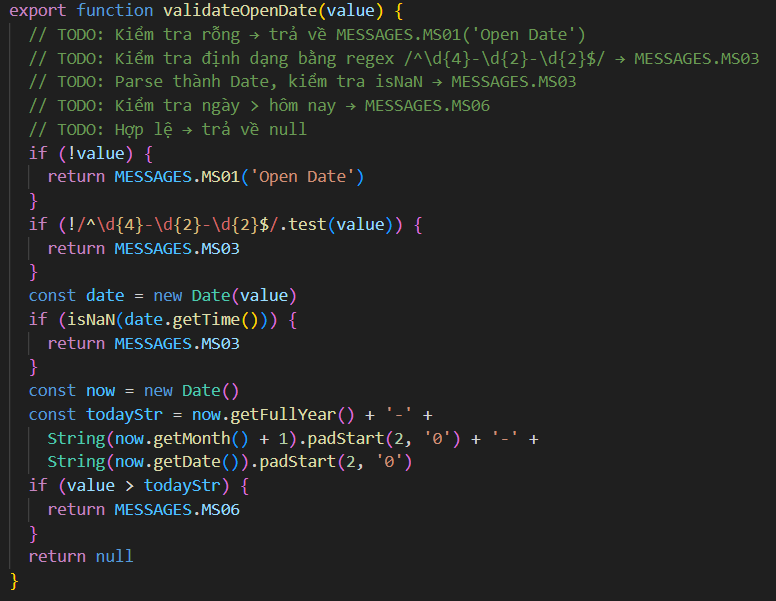 export function validateOpenDate(value) {
  // TODO: Kiểm tra rỗng → trả về MESSAGES.MS01('Open Date')
  // TODO: Kiểm tra định dạng bằng regex /^\d{4}-\d{2}-\d{2}$/ → MESSAGES.MS03
  // TODO: Parse thành Date, kiểm tra isNaN → MESSAGES.MS03
  // TODO: Kiểm tra ngày > hôm nay → MESSAGES.MS06
  // TODO: Hợp lệ → trả về null
  if (!value) {
    return MESSAGES.MS01('Open Date')
  }
  if (!/^\d{4}-\d{2}-\d{2}$/.test(value)) {
    return MESSAGES.MS03
  }
  const date = new Date(value)
  if (isNaN(date.getTime())) {
    return MESSAGES.MS03
  }
  const now = new Date()
  const todayStr = now.getFullYear() + '-' +
    String(now.getMonth() + 1).padStart(2, '0') + '-' +
    String(now.getDate()).padStart(2, '0')
  if (value > todayStr) {
    return MESSAGES.MS06
  }
  return null
}